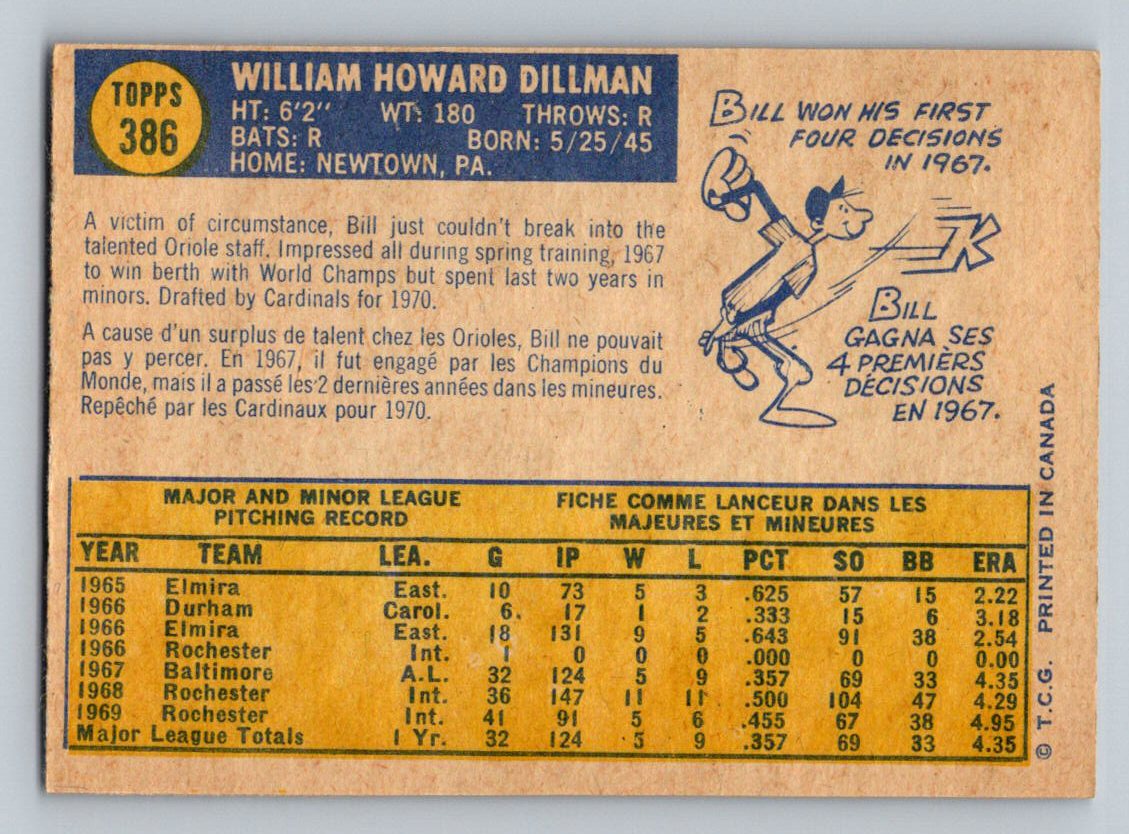 TOPPS
386
WILLIAM HOWARD DILLMAN
HT: 6'2" WT: 180 THROWS: R
BATS: R BORN: 5/25/45
HOME: NEWTOWN, PA.
A victim of circumstance, Bill just couldn't break into the
talented Oriole staff. Impressed all during spring training, 1967
to win berth with World Champs but spent last two years in
minors. Drafted by Cardinals for 1970.
A cause d'un surplus de talent chez les Orioles, Bill ne pouvait
pas y percer. En 1967, il fut engagé par les Champions du
Monde, mais il a passé les 2 dernières années dans les mineures.
Repêché par les Cardinaux pour 1970.
BILL WON HIS FIRST
FOUR DECISIONS
IN 1967.
K
BILL
GAGNA SES
4 PREMIÈRS
DÉCISIONS
EN 1967.
MAJOR AND MINOR LEAGUE
PITCHING RECORD
FICHE COMME LANCEUR DANS LES
MAJEURES ET MINEURES
YEAR TEAM LEA. G IP W L PCT SO BB ERA
1965 Elmira East. 10 73 5 3 .625 57 15 2.22
1966 Durham Carol. 6 17 1 2 .333 15 6 3.18
1966 Elmira East. 18 131 9 5 .643 91 38 2.54
1966 Rochester Int. 1 0 0 0 .000 0 0 0.00
1967 Baltimore A.L. 32 124 5 9 .357 69 33 4.35
1968 Rochester Int. 36 147 11 11 .500 104 47 4.29
1969 Rochester Int. 41 91 5 6 .455 67 38 4.95
Major League Totals 1 Yr. 32 124 5 9 .357 69 33 4.35
© T.C.G. PRINTED IN CANADA